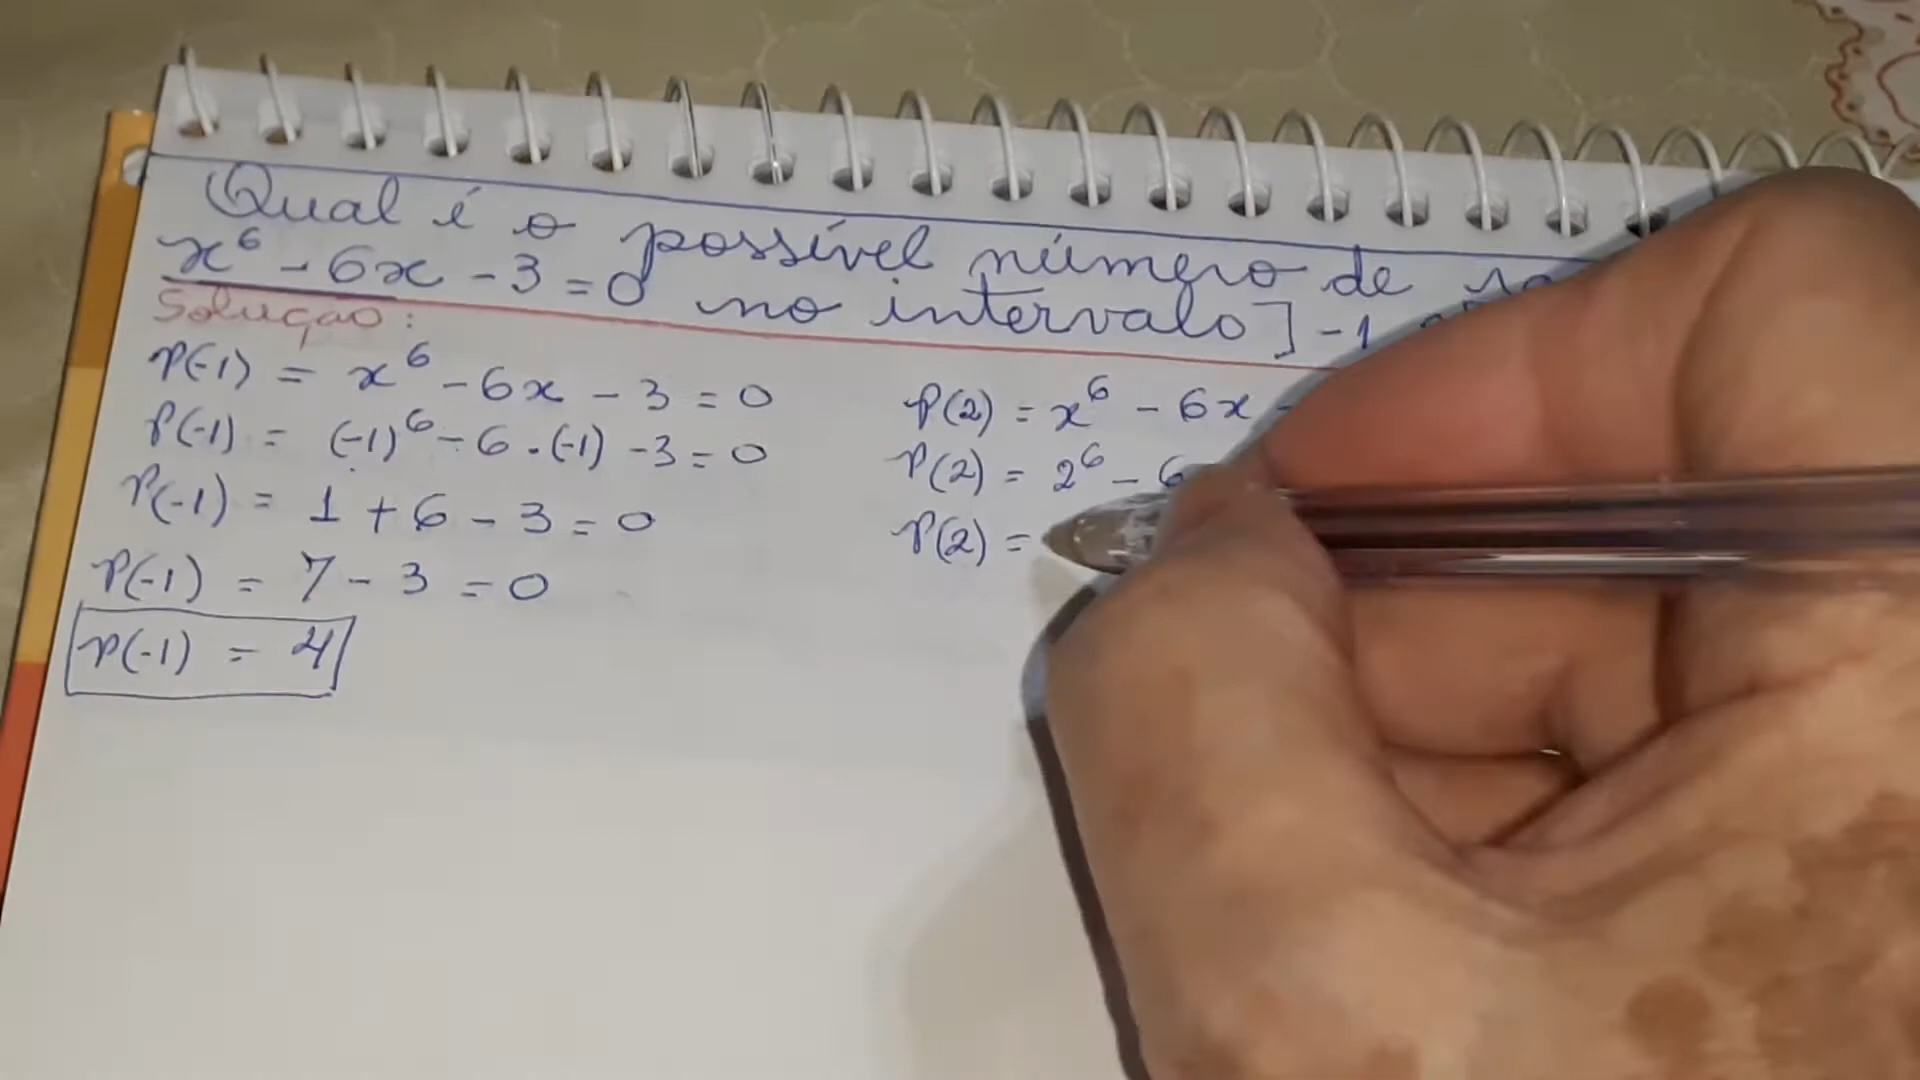 Qual é o possível número de
x⁶ - 6x - 3 = 0 no intervalo ] -1
Solução:
P(-1) = x⁶ - 6x - 3 = 0
P(-1) = (-1)⁶ - 6 . (-1) - 3 = 0
P(-1) = 1 + 6 - 3 = 0
P(-1) = 7 - 3 = 0
P(-1) = 4
P(2) = x⁶ - 6x -
P(2) = 2⁶ - 6
P(2) =